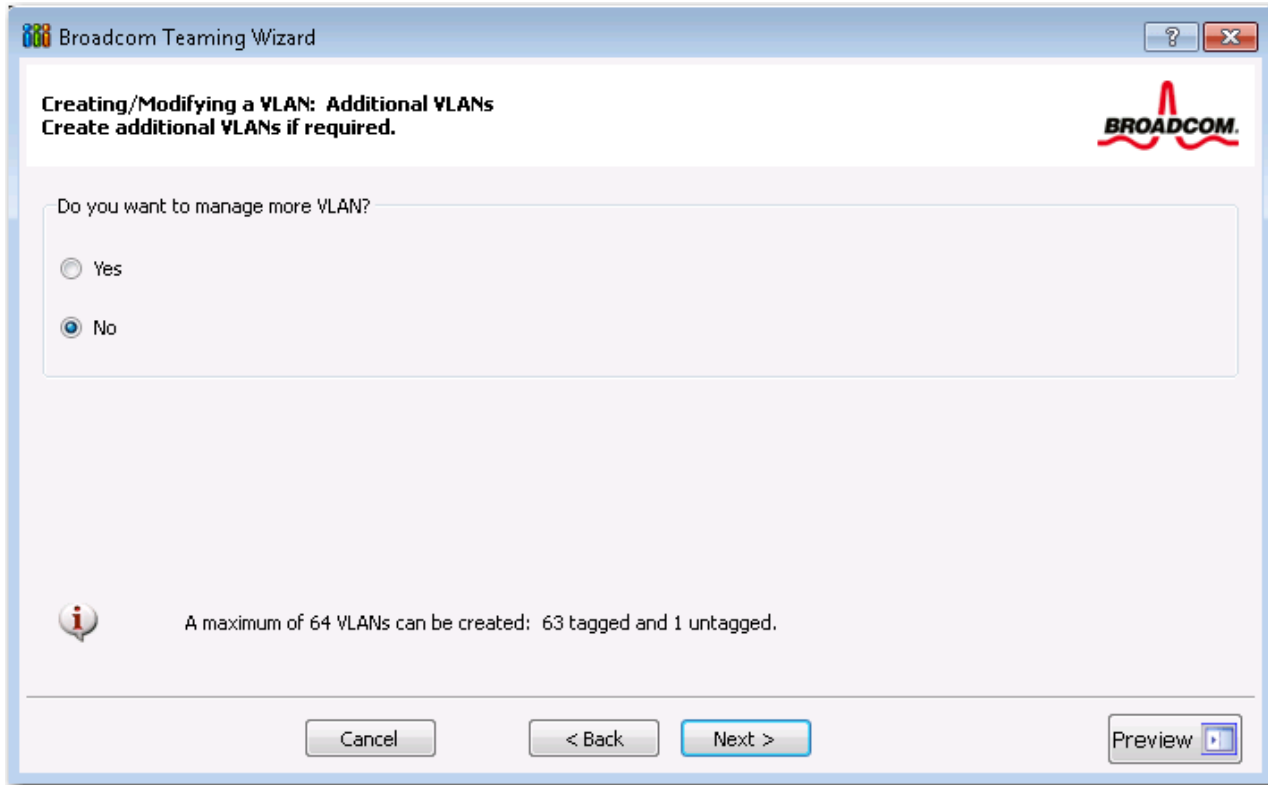 Broadcom Teaming Wizard
?
Creating/Modifying a VLAN: Additional VLANs
Create additional VLANs if required.
BROADCOM.
Do you want to manage more VLAN?
Yes
No
A maximum of 64 VLANs can be created: 63 tagged and 1 untagged.
Cancel
< Back
Next >
Preview